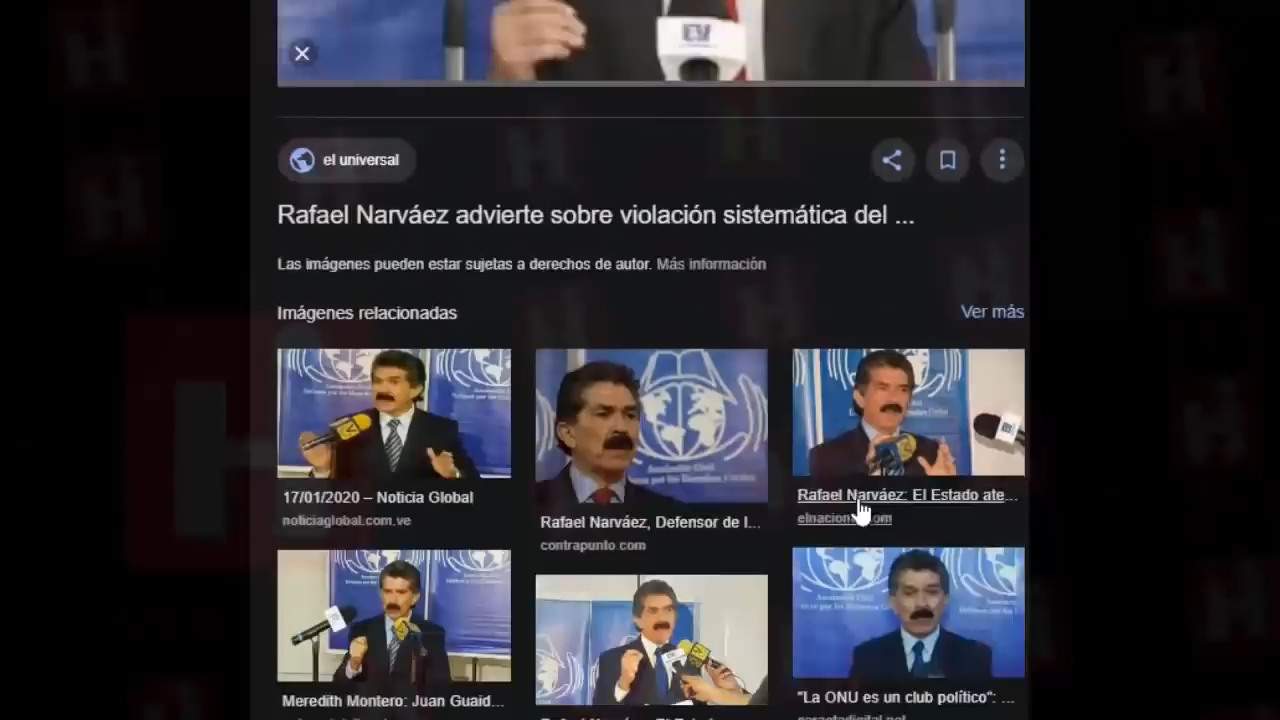 el universal
Rafael Narváez advierte sobre violación sistemática del ...
Las imágenes pueden estar sujetas a derechos de autor. Más información
Imágenes relacionadas
Ver más
17/01/2020 – Noticia Global
noticiaglobal.com.ve
Rafael Narváez, Defensor de l...
contrapunto.com
Rafael Narváez: El Estado ate...
Meredith Montero: Juan Guaid...
"La ONU es un club político": ...